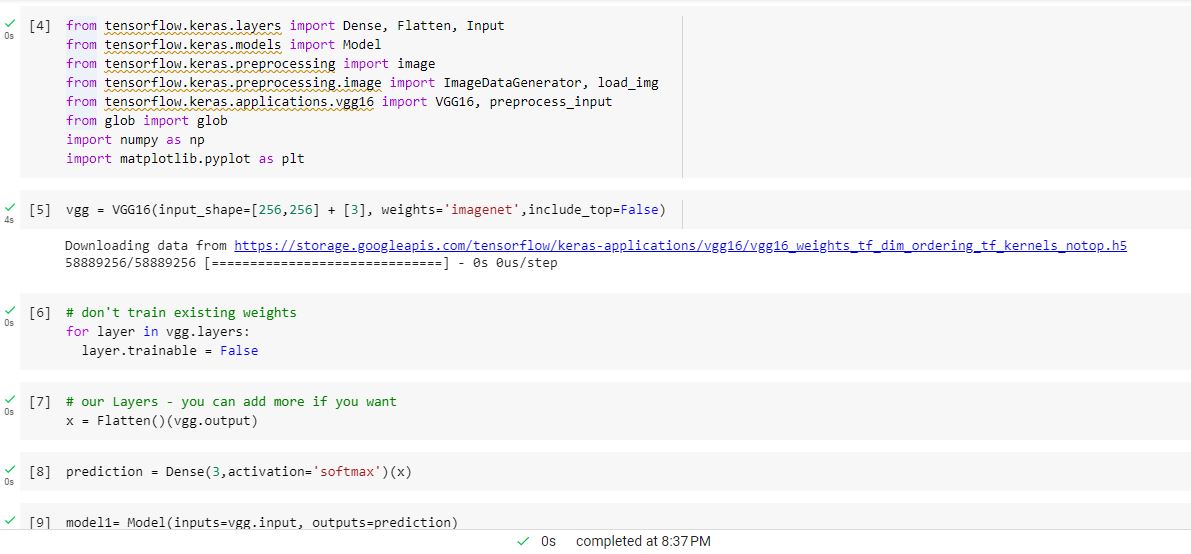 [4] from tensorflow.keras.layers import Dense, Flatten, Input
0s
from tensorflow.keras.models import Model
from tensorflow.keras.preprocessing import image
from tensorflow.keras.preprocessing.image import ImageDataGenerator, load_img
from tensorflow.keras.applications.vgg16 import VGG16, preprocess_input
from glob import glob
import numpy as np
import matplotlib.pyplot as plt
[5] vgg = VGG16(input_shape=[256,256] + [3], weights='imagenet',include_top=False)
4s
Downloading data from https://storage.googleapis.com/tensorflow/keras-applications/vgg16/vgg16_weights_tf_dim_ordering_tf_kernels_notop.h5
58889256/58889256 [==============================] - 0s 0us/step
[6] # don't train existing weights
0s
for layer in vgg.layers:
  layer.trainable = False
[7] # our Layers - you can add more if you want
0s
x = Flatten()(vgg.output)
[8] prediction = Dense(3,activation='softmax')(x)
0s
[9] model1= Model(inputs=vgg.input, outputs=prediction)
0s completed at 8:37 PM